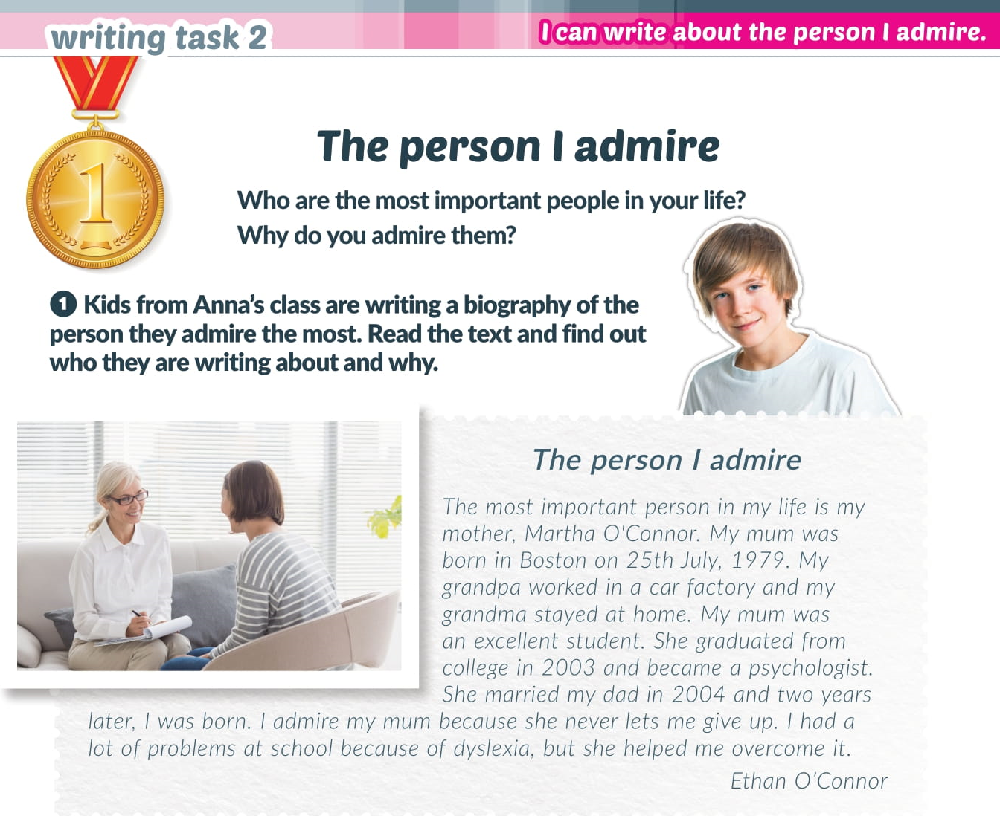 writing task 2
I can write about the person I admire.
1
The person I admire
Who are the most important people in your life?
Why do you admire them?
1 Kids from Anna's class are writing a biography of the
person they admire the most. Read the text and find out
who they are writing about and why.
The person I admire
The most important person in my life is my
mother, Martha O'Connor. My mum was
born in Boston on 25th July, 1979. My
grandpa worked in a car factory and my
grandma stayed at home. My mum was
an excellent student. She graduated from
college in 2003 and became a psychologist.
She married my dad in 2004 and two years
later, I was born. I admire my mum because she never lets me give up. I had a
lot of problems at school because of dyslexia, but she helped me overcome it.
Ethan O’Connor